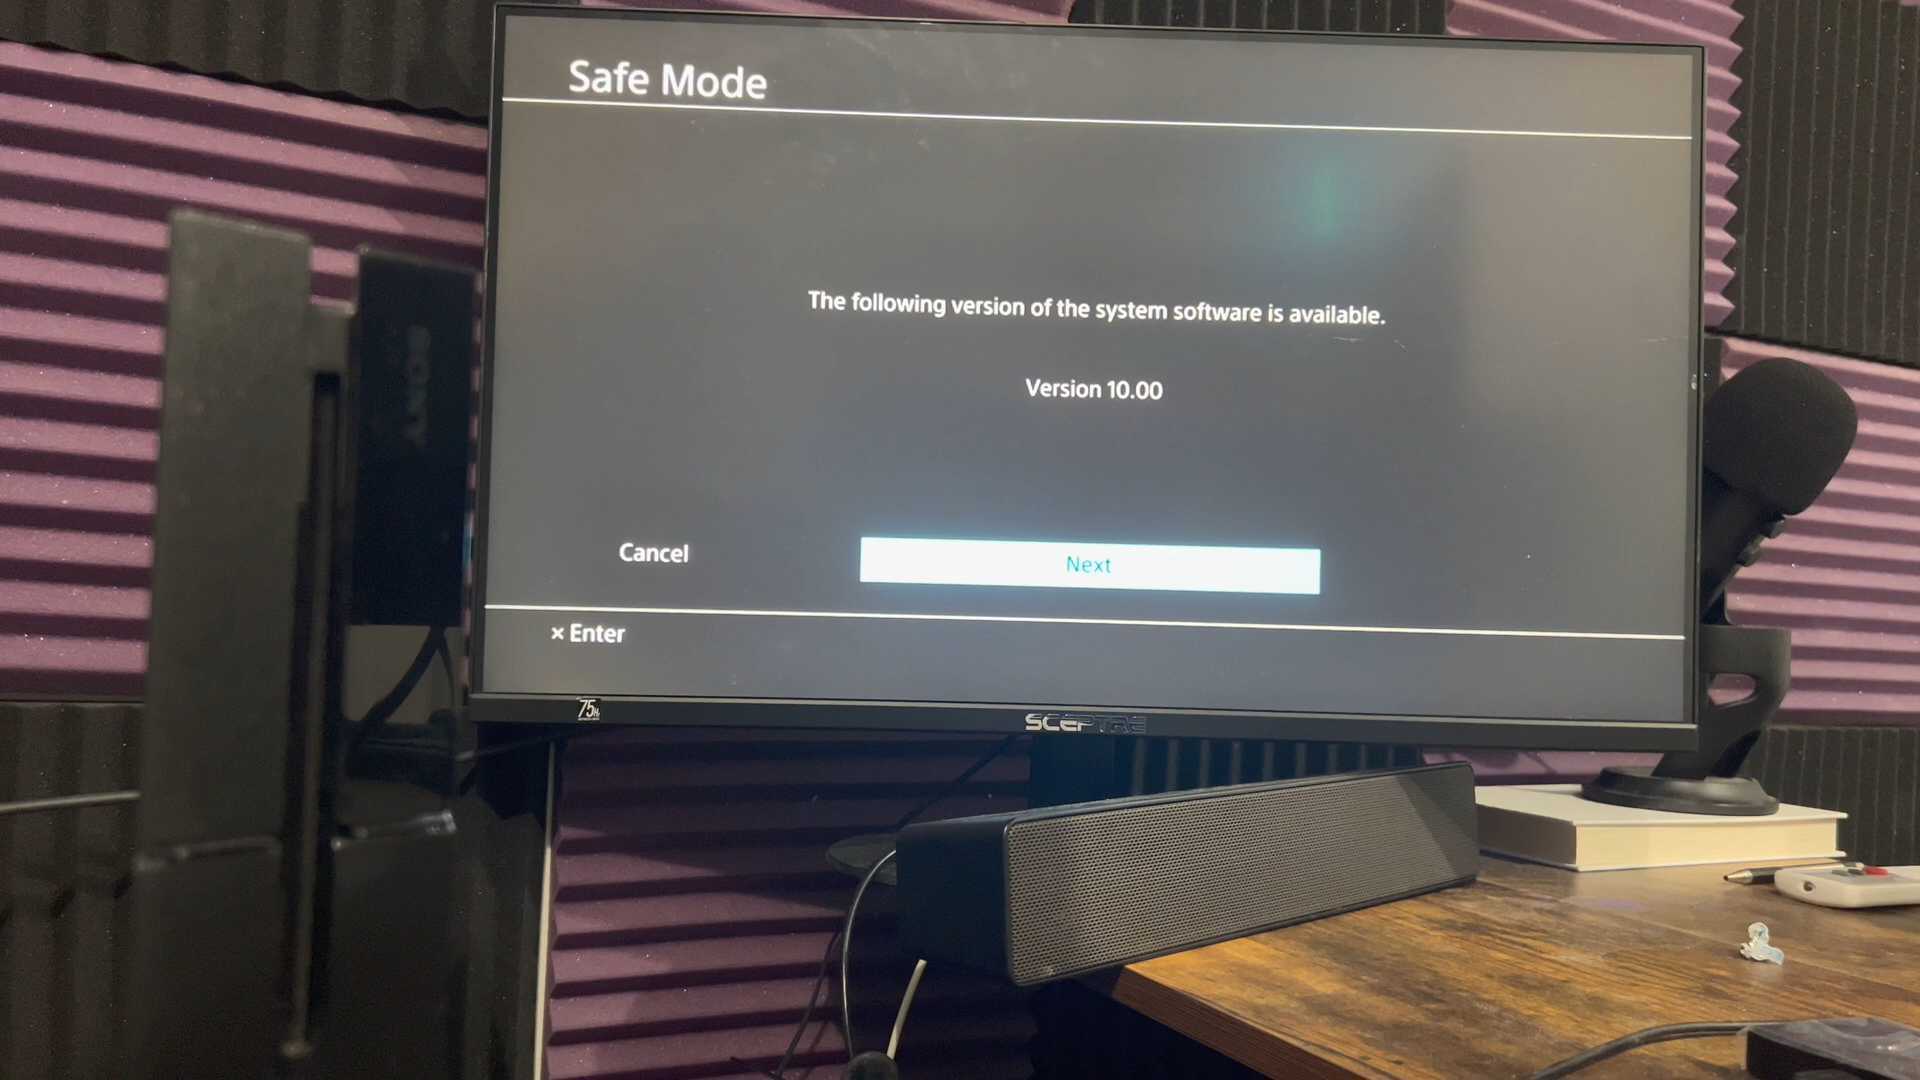 Safe Mode
The following version of the system software is available.
Version 10.00
Cancel
Next
× Enter
75Hz
SCEPTRE
SONY